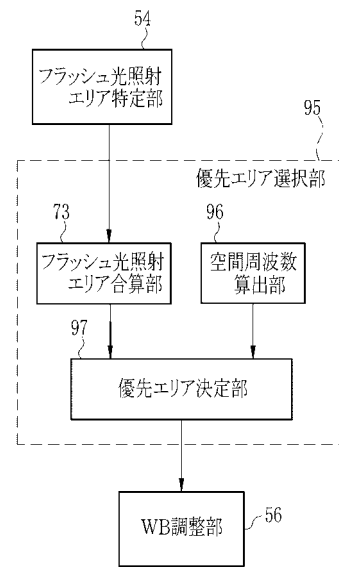 54
フラッシュ光照射
エリア特定部
95
優先エリア選択部
73
フラッシュ光照射
エリア合算部
96
空間周波数
算出部
97
優先エリア決定部
WB調整部
56